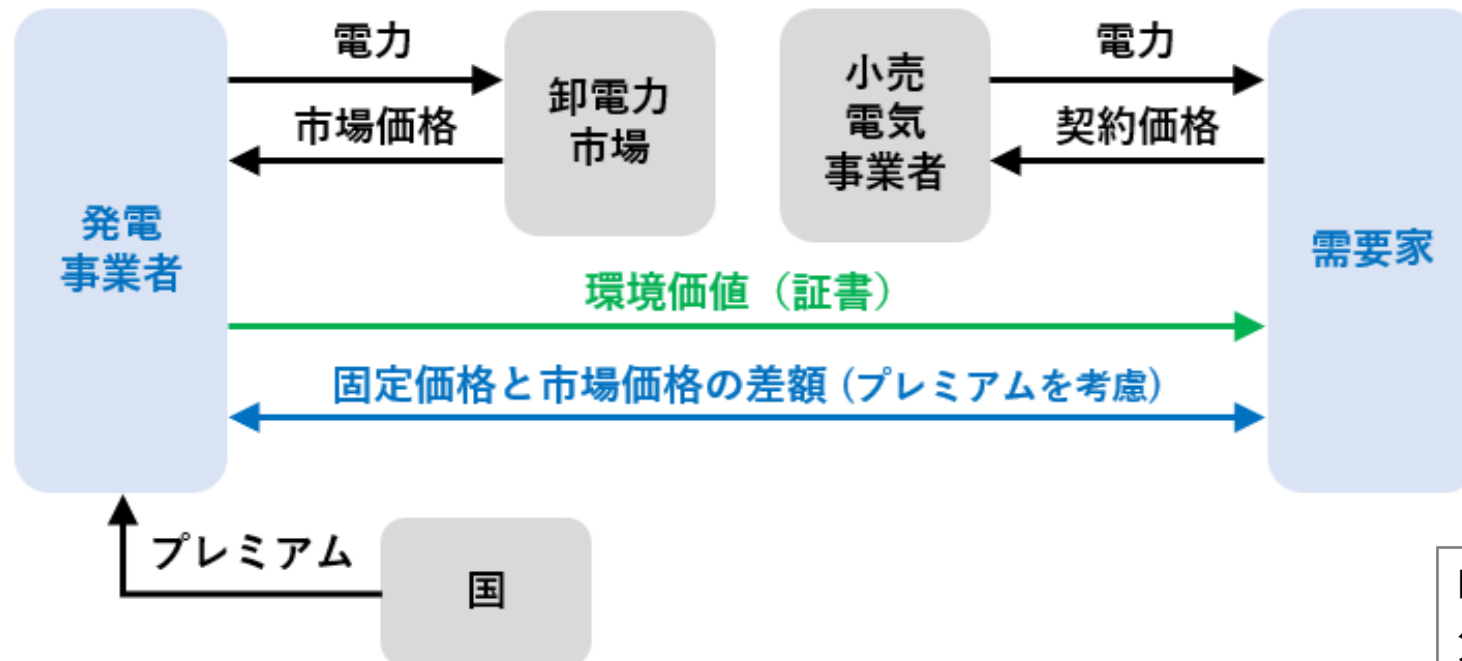 電力
市場価格
卸電力
市場
小売
電気
事業者
電力
契約価格
発電
事業者
需要家
環境価値（証書）
固定価格と市場価格の差額 (プレミアムを考慮)
プレミアム
国